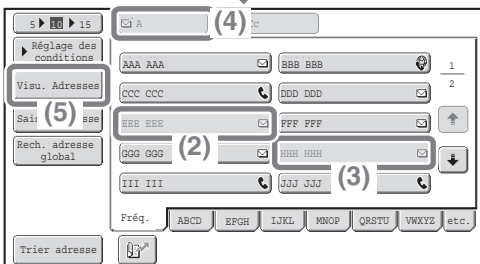 5 10 15
A
(4)
Cc
Réglage des
conditions
Visu. Adresses
(5)
Rech. adresse
global
Trier adresse
AAA AAA
BBB BBB
CCC CCC
DDD DDD
EEE EEE
FFF FFF
(2)
GGG GGG
HHH HHH
(3)
III III
JJJ JJJ
1
2
Fréq.
ABCD
EFGH
IJKL
MNOP
QRSTU
VWXYZ
etc.